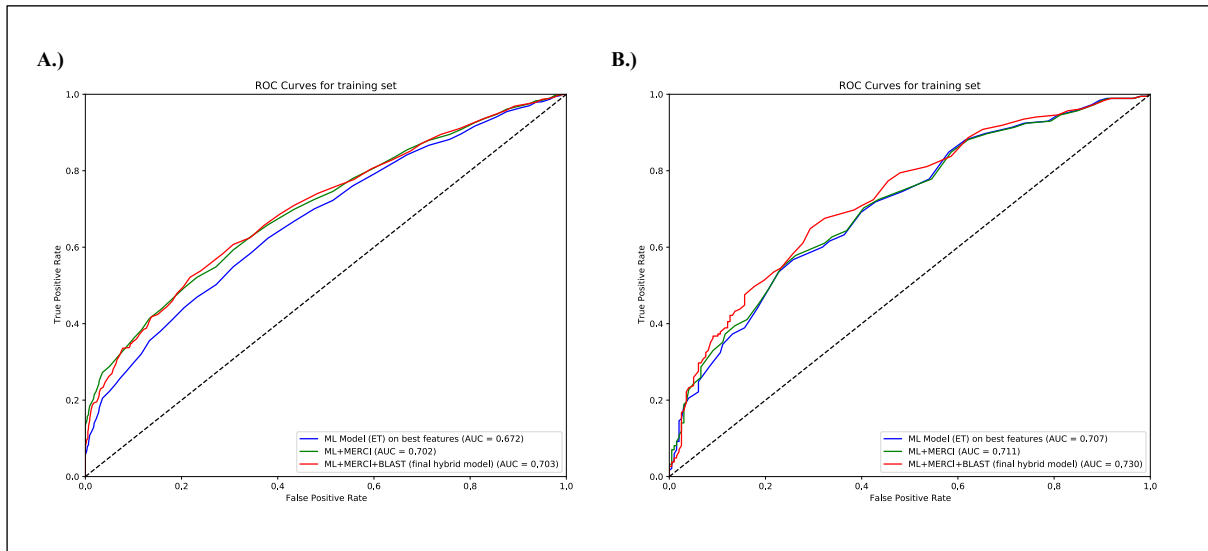 A.)
ROC Curves for training set
True Positive Rate
1.0
0.8
0.6
0.4
0.2
0.0
0,0 0,2 0,4 0,6 0,8 1,0
False Positive Rate
ML Model (ET) on best features (AUC = 0,672)
ML+MERCI (AUC = 0,702)
ML+MERCI+BLAST (final hybrid model) (AUC = 0,703)
B.)
ROC Curves for training set
True Positive Rate
1.0
0.8
0.6
0.4
0.2
0.0
0,0 0,2 0,4 0,6 0,8 1,0
False Positive Rate
ML Model (ET) on best features (AUC = 0,707)
ML+MERCI (AUC = 0,711)
ML+MERCI+BLAST (final hybrid model) (AUC = 0,730)